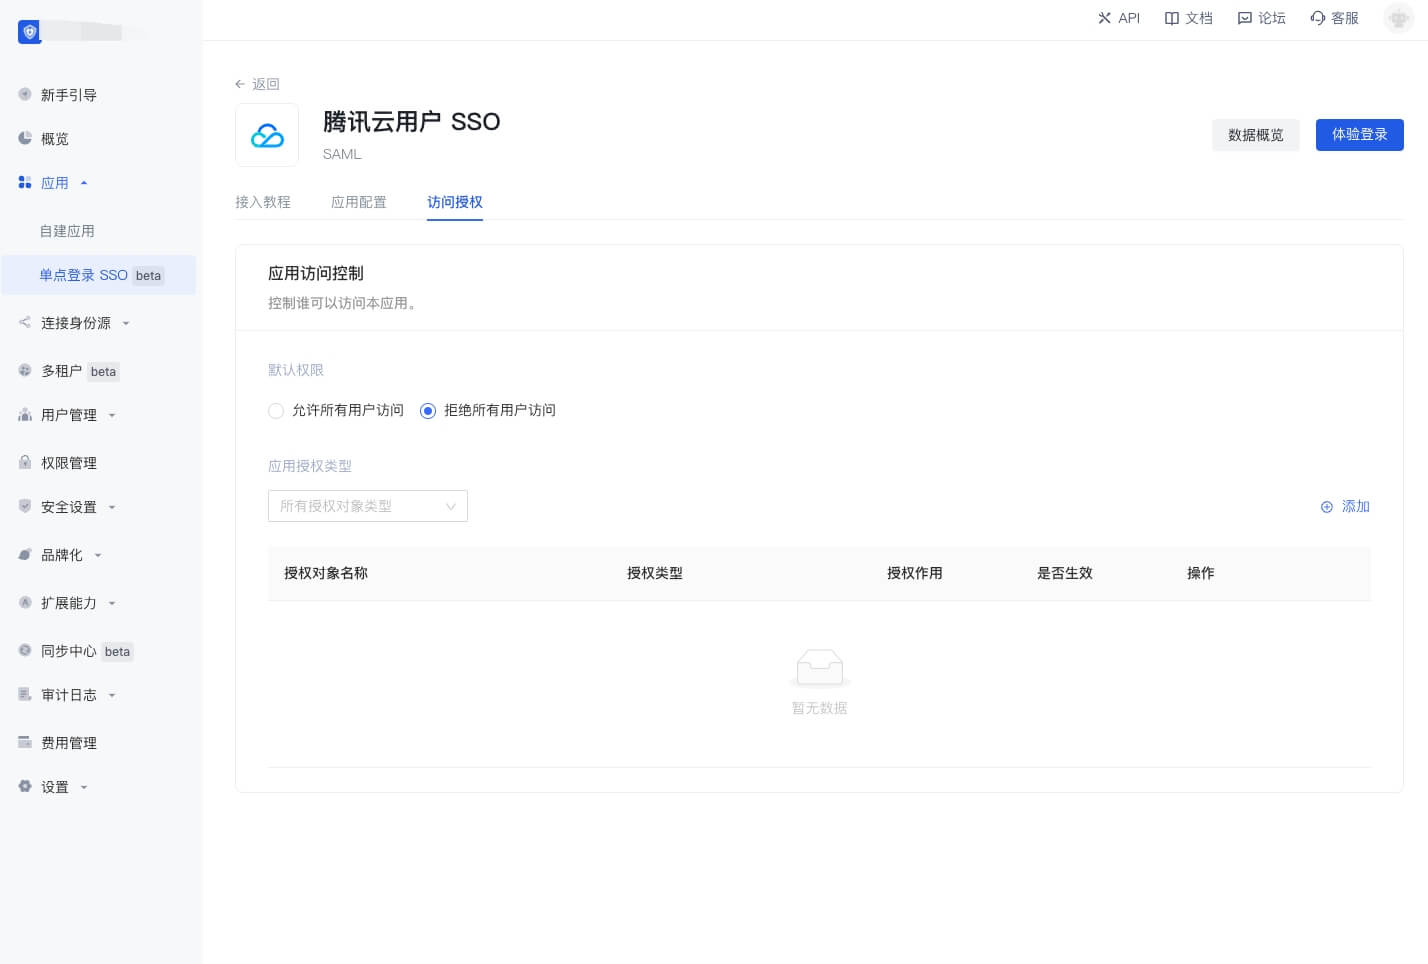 API 文档 论坛 客服
新手引导
概览
应用
自建应用
单点登录 SSO beta
连接身份源
多租户 beta
用户管理
权限管理
安全设置
品牌化
扩展能力
同步中心 beta
审计日志
费用管理
设置
返回
腾讯云用户 SSO
SAML
数据概览 体验登录
接入教程 应用配置 访问授权
应用访问控制
控制谁可以访问本应用。
默认权限
允许所有用户访问 拒绝所有用户访问
应用授权类型
所有授权对象类型 添加
授权对象名称 授权类型 授权作用 是否生效 操作
暂无数据